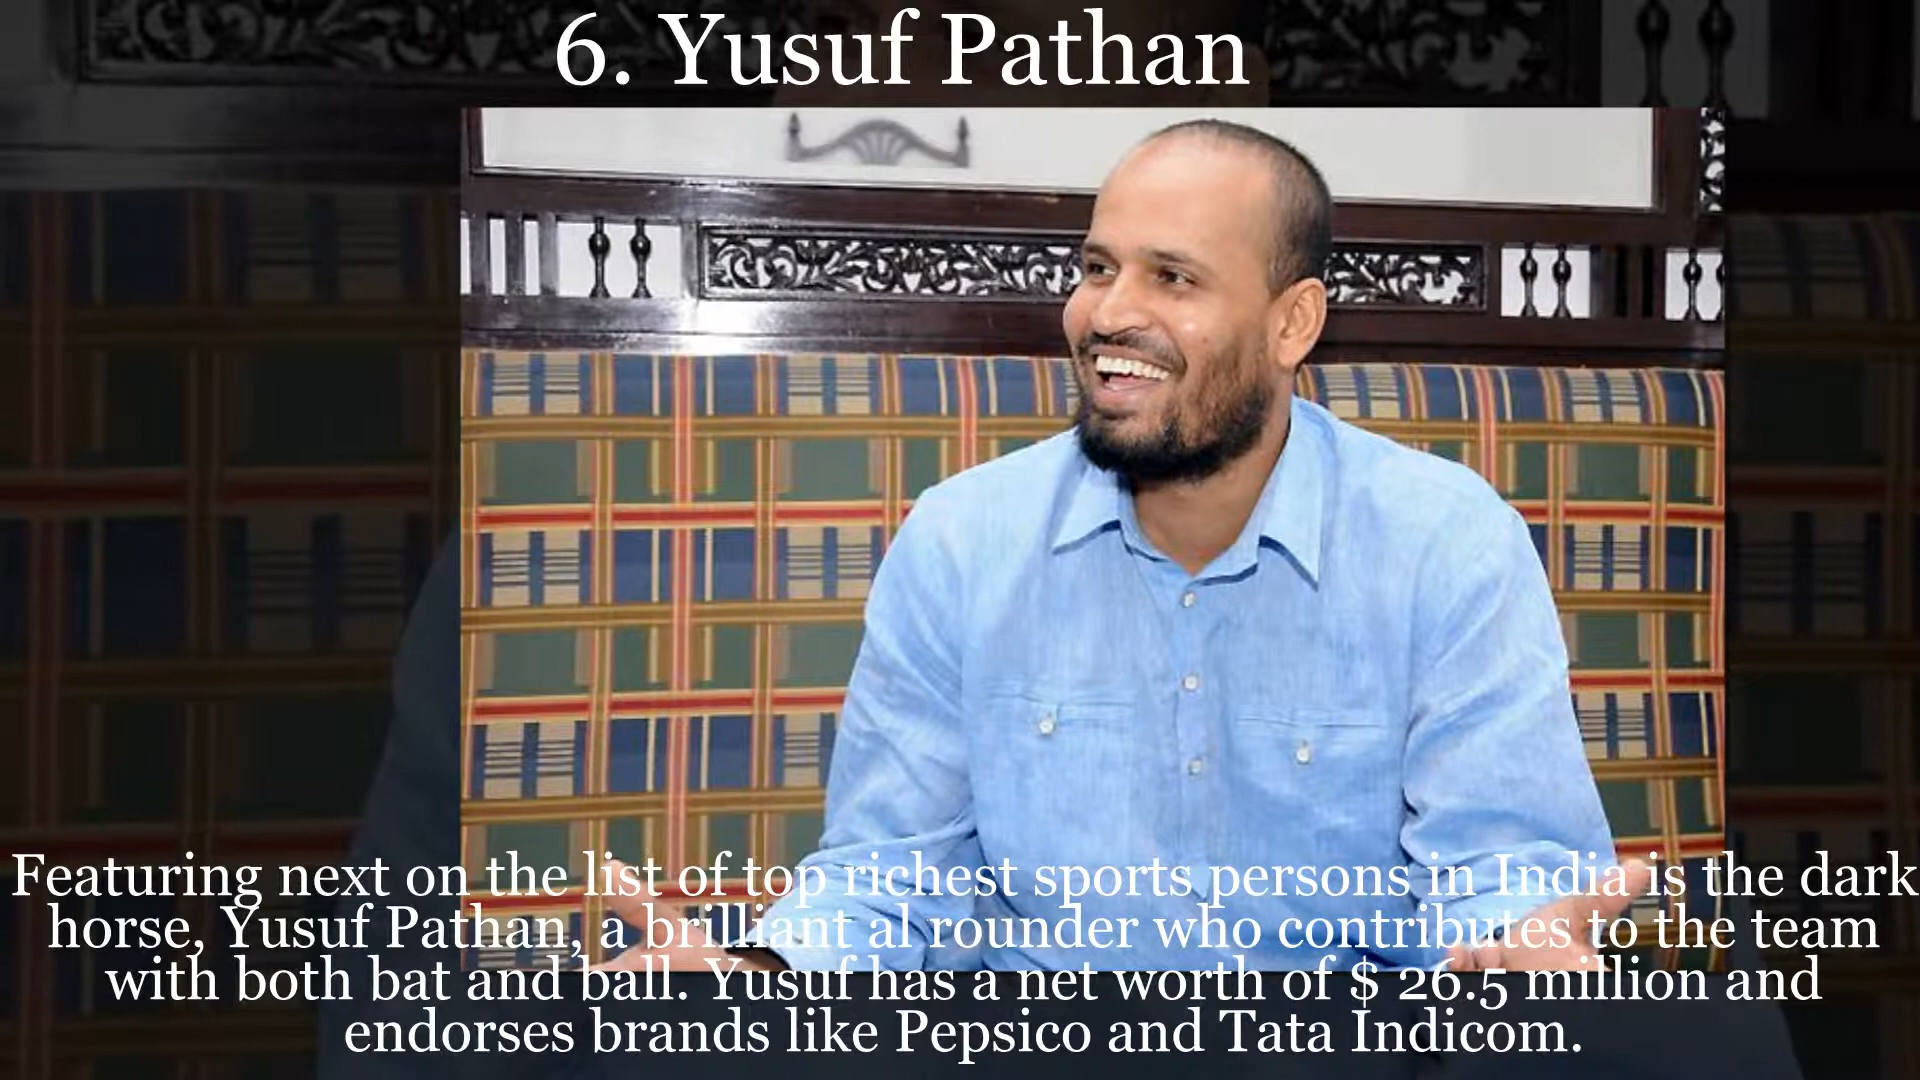 6. Yusuf Pathan
Featuring next on the list of top richest sports persons in India is the dark
horse, Yusuf Pathan, a brilliant al rounder who contributes to the team
with both bat and ball. Yusuf has a net worth of $ 26.5 million and
endorses brands like Pepsico and Tata Indicom.